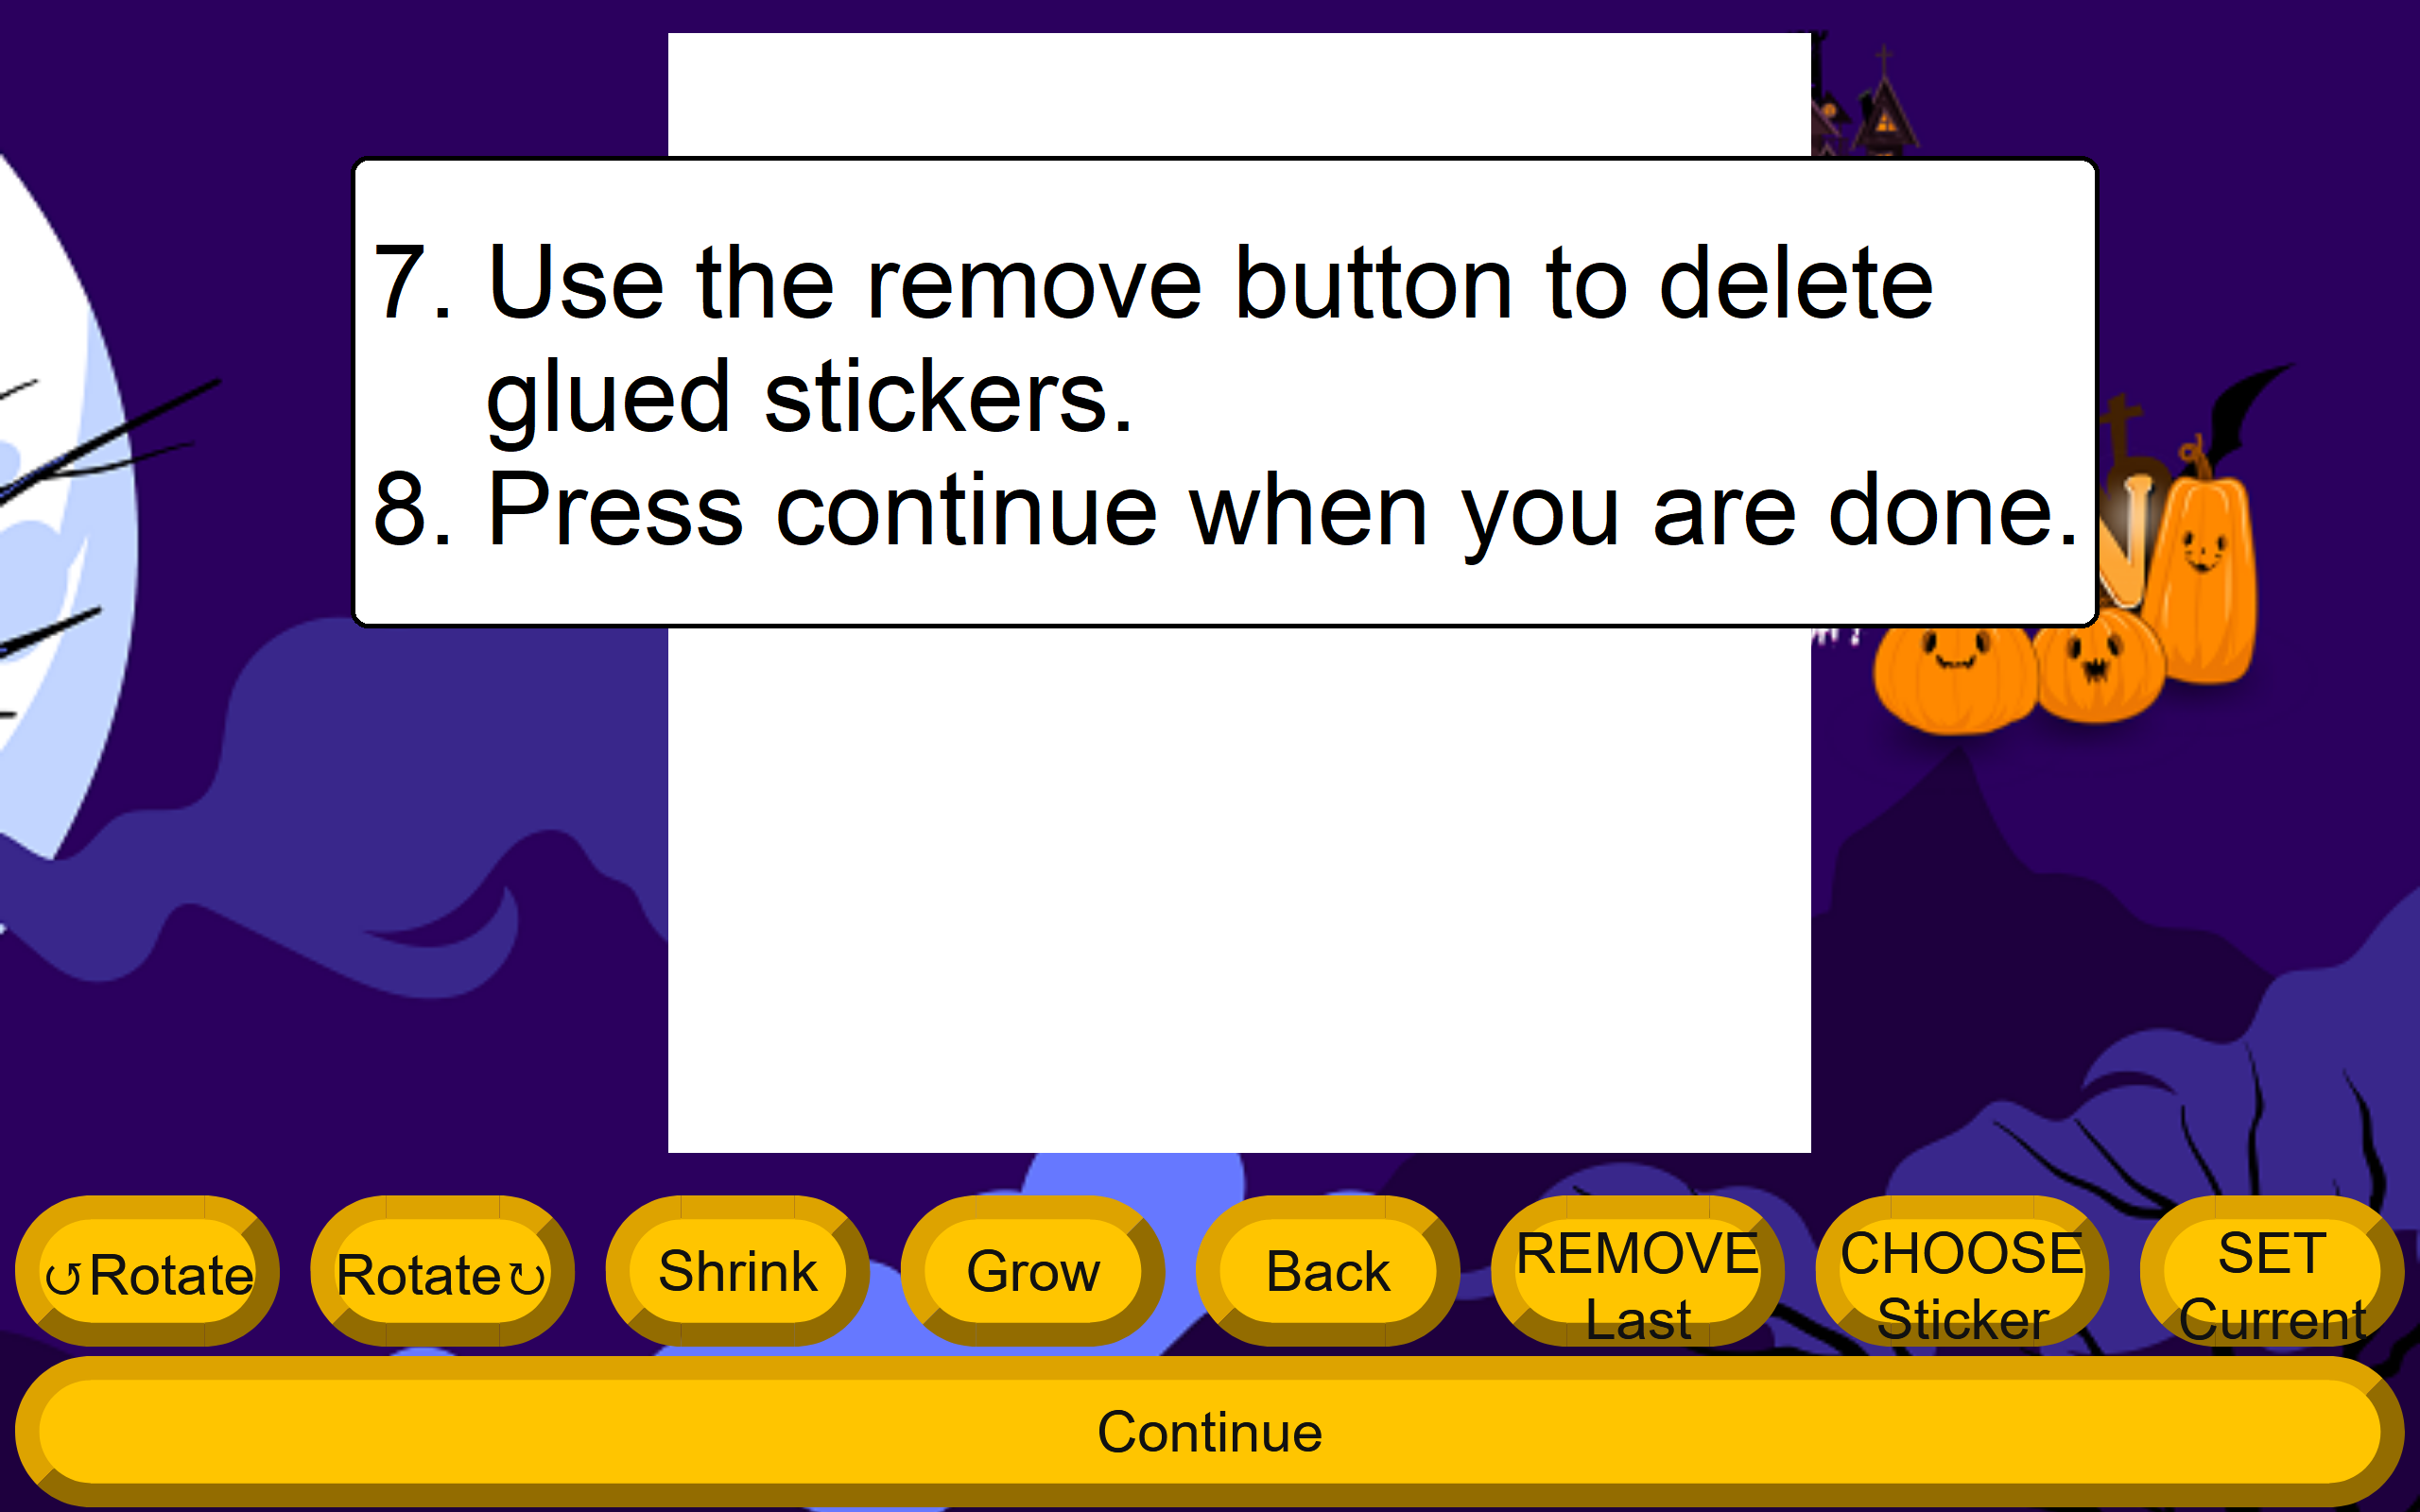 7. Use the remove button to delete
glued stickers.
8. Press continue when you are done.
↺Rotate
Rotate↻
Shrink
Grow
Back
REMOVE
Last
CHOOSE
Sticker
SET
Current
Continue